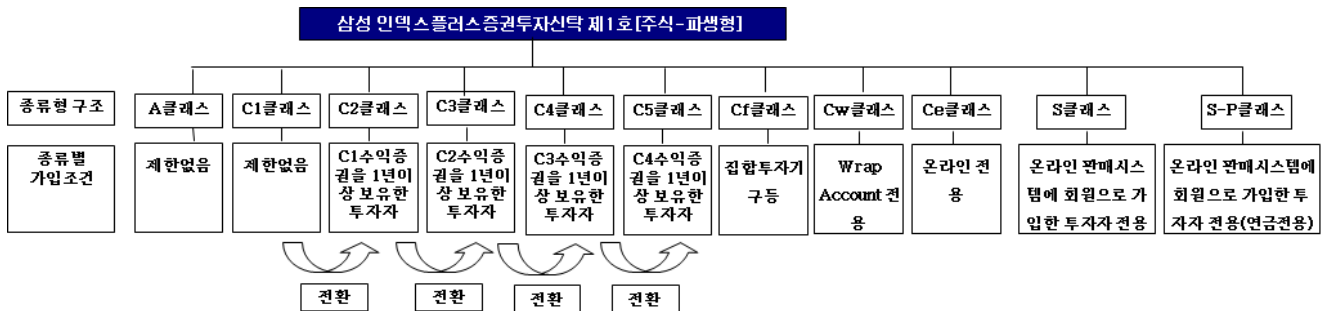 삼성 인덱스플러스증권투자신탁 제1호[주식-파생형]
종류형 구조
A클래스
C1클래스
C2클래스
C3클래스
C4클래스
C5클래스
Cf클래스
Cw클래스
Ce클래스
S클래스
S-P클래스
종류별
가입조건
제한없음
제한없음
C1수익증
권을 1년이
상 보유한
투자자
C2수익증
권을 1년이
상 보유한
투자자
C3수익증
권을 1년이
상 보유한
투자자
C4수익증
권을 1년이
상 보유한
투자자
집합투자기
구등
Wrap
Account 전
용
온라인 전
용
온라인 판매시스
템에 회원으로 가
입한 투자자 전용
온라인 판매시스템에
회원으로 가입한 투
자자 전용(연금전용)
전환
전환
전환
전환